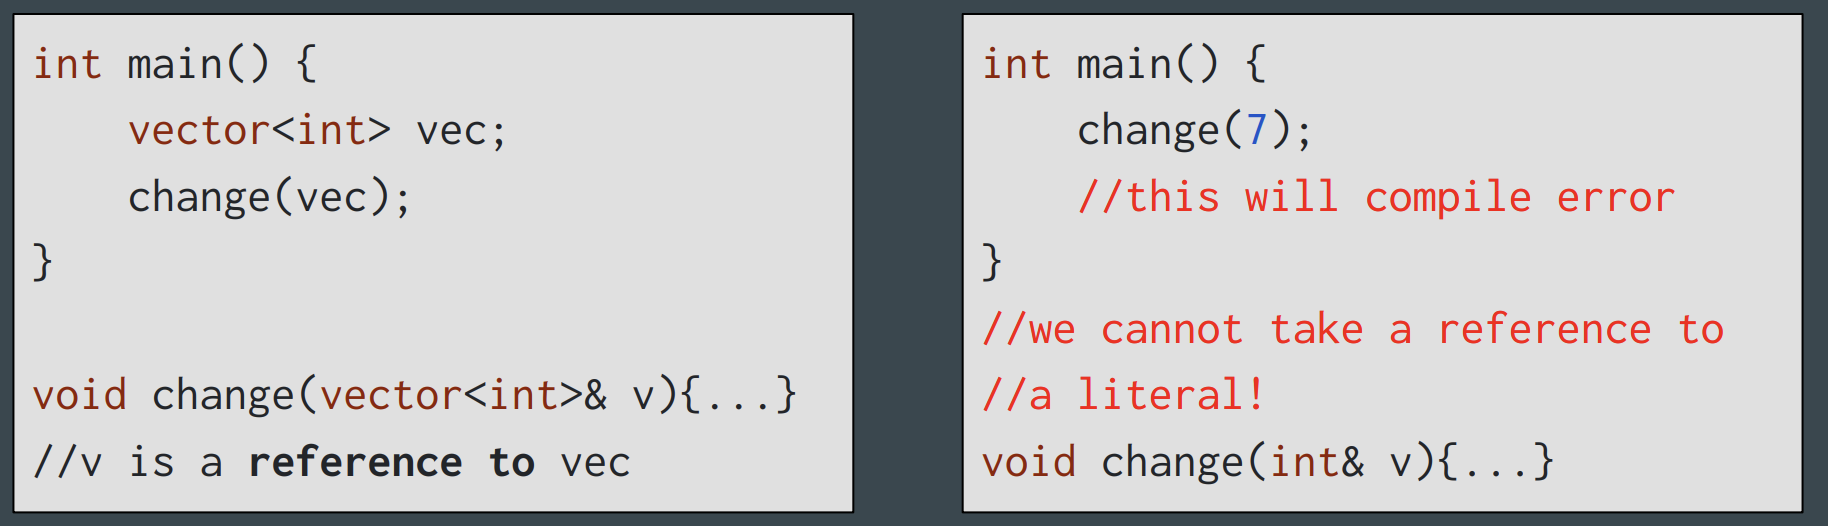 int main() {
    vector<int> vec;
    change(vec);
}
void change(vector<int>& v){...}
//v is a reference to vec
int main() {
    change(7);
    //this will compile error
}
//we cannot take a reference to
//a literal!
void change(int& v){...}